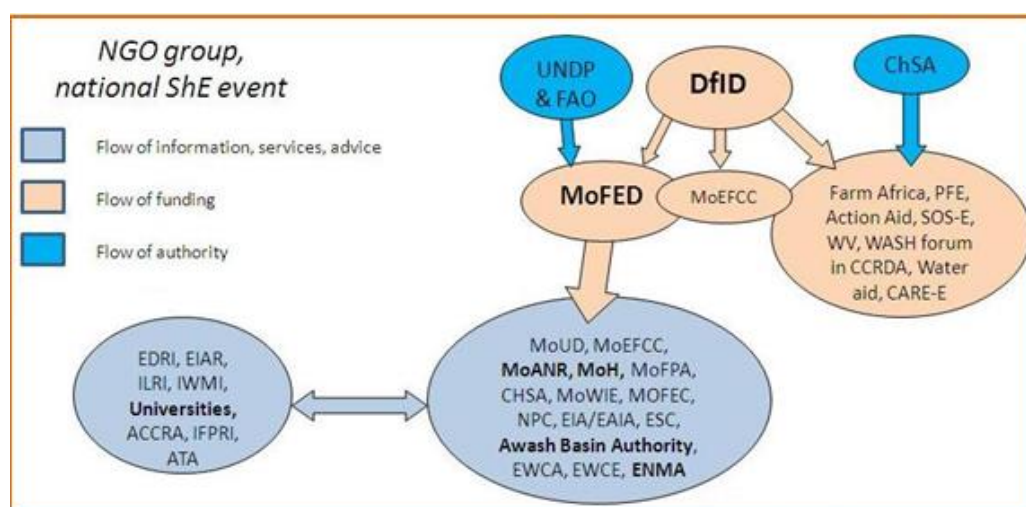 NGO group,
national ShE event
Flow of information, services, advice
Flow of funding
Flow of authority
UNDP
& FAO
DfID
ChSA
MoFED
MoEFCC
Farm Africa, PFE,
Action Aid, SOS-E,
WV, WASH forum
in CCRDA, Water
aid, CARE-E
EDRI, EIAR,
ILRI, IWMI,
Universities,
ACCRA, IFPRI,
ATA
MoUD, MoEFCC,
MoANR, MoH, MoFPA,
CHSA, MoWIE, MOFEC,
NPC, EIA/EAIA, ESC,
Awash Basin Authority,
EWCA, EWCE, ENMA